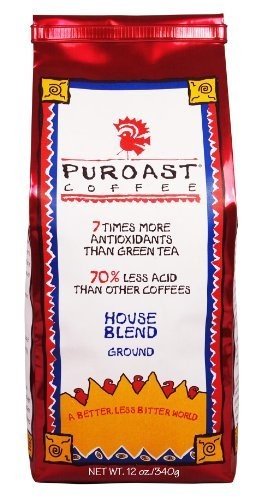 PUROAST®
COFFEE
7 TIMES MORE
ANTIOXIDANTS
THAN GREEN TEA
70% LESS ACID
THAN OTHER COFFEES
HOUSE
BLEND
GROUND
A BETTER, LESS BITTER WORLD
NET WT. 12 oz./340g